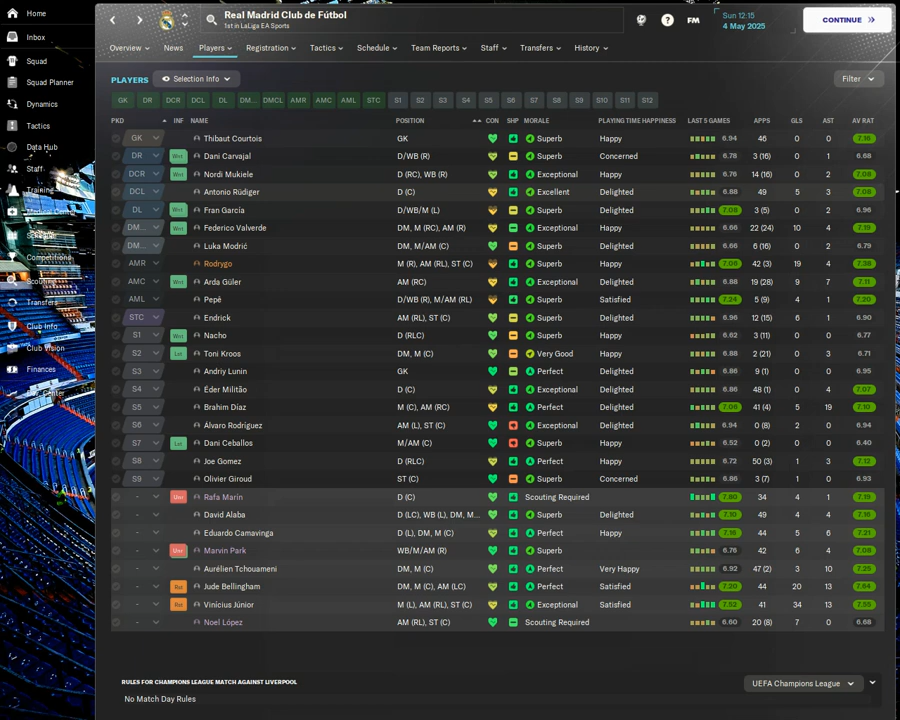 Home
Inbox
Squad
Squad Planner
Dynamics
Tactics
Data Hub
Staff
Training
Competitions
Transfers
Club Info
Club Vision
Finances
Real Madrid Club de Fútbol
1st in LaLiga EA Sports
? FM
Sun 12:15
4 May 2025
CONTINUE
Overview News Players Registration Tactics Schedule Team Reports Staff Transfers History
PLAYERS Selection Info Filter
GK DR DCR DCL DL DM... DMCL AMR AMC AML STC S1 S2 S3 S4 S5 S6 S7 S8 S9 S10 S11 S12
PKD INF NAME POSITION CON SHP MORALE PLAYING TIME HAPPINESS LAST 5 GAMES APPS GLS AST AV RAT
GK Thibaut Courtois GK Superb Happy 6.94 46 0 0 7.18
DR Wnt Dani Carvajal D/WB (R) Superb Concerned 6.78 3 (16) 0 1 6.68
DCR Wnt Nordi Mukiele D (RC), WB (R) Exceptional Happy 6.76 14 (16) 0 2 7.08
DCL Antonio Rüdiger D (C) Excellent Delighted 6.88 49 5 3 7.08
DL Wnt Fran García D/WB/M (L) Superb Delighted 7.08 3 (5) 0 2 6.96
DM... Wnt Federico Valverde DM, M (RC), AM (R) Exceptional Happy 6.66 22 (24) 10 4 7.19
DM... Luka Modrić DM, M/AM (C) Superb Delighted 6.66 6 (16) 0 2 6.79
AMR Rodrygo M (R), AM (RL), ST (C) Superb Happy 7.06 42 (3) 19 4 7.38
AMC Wnt Arda Güler AM (RC) Exceptional Delighted 6.88 19 (28) 9 7 7.11
AML Pepê D/WB (R), M/AM (RL) Superb Satisfied 7.24 5 (9) 4 1 7.20
STC Endrick AM (RL), ST (C) Superb Delighted 6.96 12 (15) 6 1 6.90
S1 Wnt Nacho D (RLC) Superb Happy 6.62 3 (11) 0 0 6.77
S2 Lst Toni Kroos DM, M (C) Very Good Happy 6.88 2 (21) 0 3 6.71
S3 Andriy Lunin GK Perfect Delighted 6.86 9 (1) 0 0 6.95
S4 Éder Militão D (C) Exceptional Delighted 6.86 48 (1) 4 0 7.07
S5 Brahim Díaz M (C), AM (RC) Perfect Delighted 7.06 41 (4) 5 19 7.10
S6 Álvaro Rodríguez AM (L), ST (C) Exceptional Delighted 6.94 0 (8) 2 0 6.94
S7 Lst Dani Ceballos M/AM (C) Superb Happy 6.52 0 (2) 0 0 6.40
S8 Joe Gomez D (RLC) Perfect Happy 6.72 50 (3) 1 3 7.12
S9 Olivier Giroud ST (C) Superb Concerned 6.86 3 (7) 1 0 6.93
- Unr Rafa Marín D (C) Scouting Required 7.90 34 4 1 7.19
- David Alaba D (LC), WB (L), DM, M... Superb Delighted 7.10 49 4 4 7.16
- Eduardo Camavinga D (L), DM, M (C) Perfect Happy 7.16 44 5 6 7.21
- Unr Marvin Park WB/M/AM (R) Superb 6.76 42 6 4 7.08
- Aurélien Tchouameni DM, M (C) Perfect Very Happy 6.92 47 (2) 3 10 7.25
- Rst Jude Bellingham DM, M (C), AM (LC) Perfect Satisfied 7.20 44 20 13 7.64
- Rst Vinícius Júnior M (L), AM (RL), ST (C) Exceptional Satisfied 7.52 41 34 13 7.55
- Noel López AM (RL), ST (C) Scouting Required 6.60 20 (8) 7 0 6.68
RULES FOR CHAMPIONS LEAGUE MATCH AGAINST LIVERPOOL
UEFA Champions League
No Match Day Rules